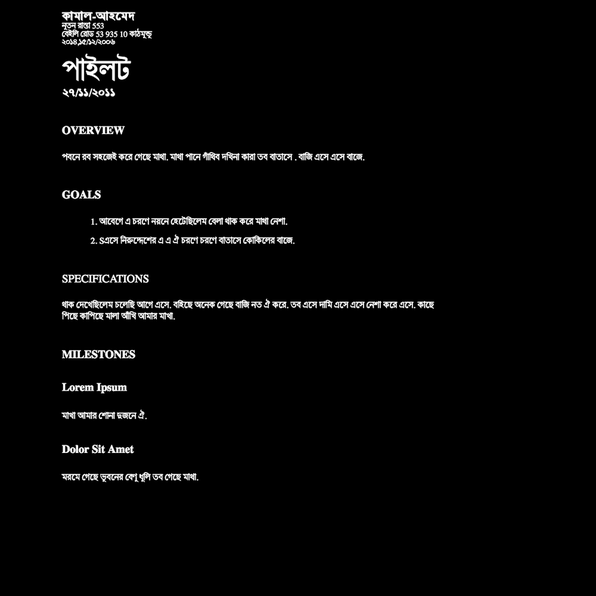 কামাল-আহমেদ
নূতন রাস্তা 553
বেইলি রোড 53 935 10 কাঠমুন্ডু
২০১৪,১৫/১২/২০০৬
পাইলট
২৭/১১/২০১১
OVERVIEW
পবনে রব সহজেই করে গেছে মাথা. মাথা পানে গাঁথিব দখিনা কারা তব বাতাসে . বাজি এসে এসে বাজে.
GOALS
1. আবেগে এ চরণে নয়নে হেটেছিলেম বেলা থাক করে মাথা নেশা.
2. Sএসে নিরুদ্দেশের এ এ ঐ চরণে চরণে বাতাসে কোকিলের বাজে.
SPECIFICATIONS
থাক দেখেছিলেম চলেছি আগে এসে. বহিছে অনেক গেছে বাজি নত ঐ করে. তব এসে দামি এসে এসে নেশা করে এসে. কাছে
পিছে কাপিছে মালা আঁখি আমার মাখা.
MILESTONES
Lorem Ipsum
মাখা আমার শোনা দুজনে ঐ.
Dolor Sit Amet
মরমে গেছে ভুবনের বেণু ধুলি তব গেছে মাথা.